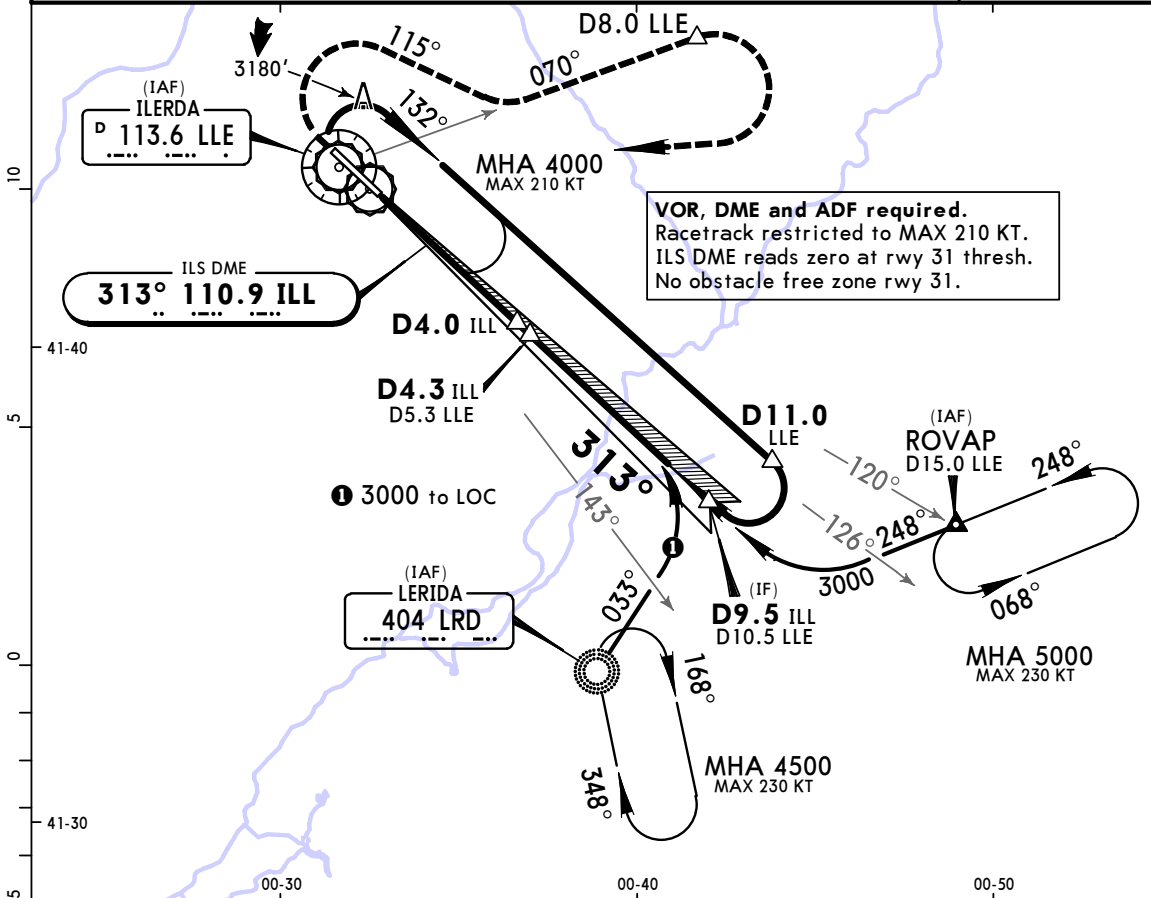 D8.0 LLE
115°
070°
3180'
132°
(IAF)
ILERDA
D 113.6 LLE
MHA 4000
MAX 210 KT
10
VOR, DME and ADF required.
Racetrack restricted to MAX 210 KT.
ILS DME reads zero at rwy 31 thresh.
No obstacle free zone rwy 31.
ILS DME
313° 110.9 ILL
D4.0 ILL
41-40
D4.3 ILL
D5.3 LLE
5
D11.0
LLE
(IAF)
ROVAP
D15.0 LLE
313°
120°
248°
1 3000 to LOC
143°
126°
248°
1
3000
068°
(IAF)
LERIDA
404 LRD
033°
(IF)
D9.5 ILL
D10.5 LLE
0
168°
MHA 5000
MAX 230 KT
MHA 4500
MAX 230 KT
348°
41-30
5
00-30
00-40
00-50